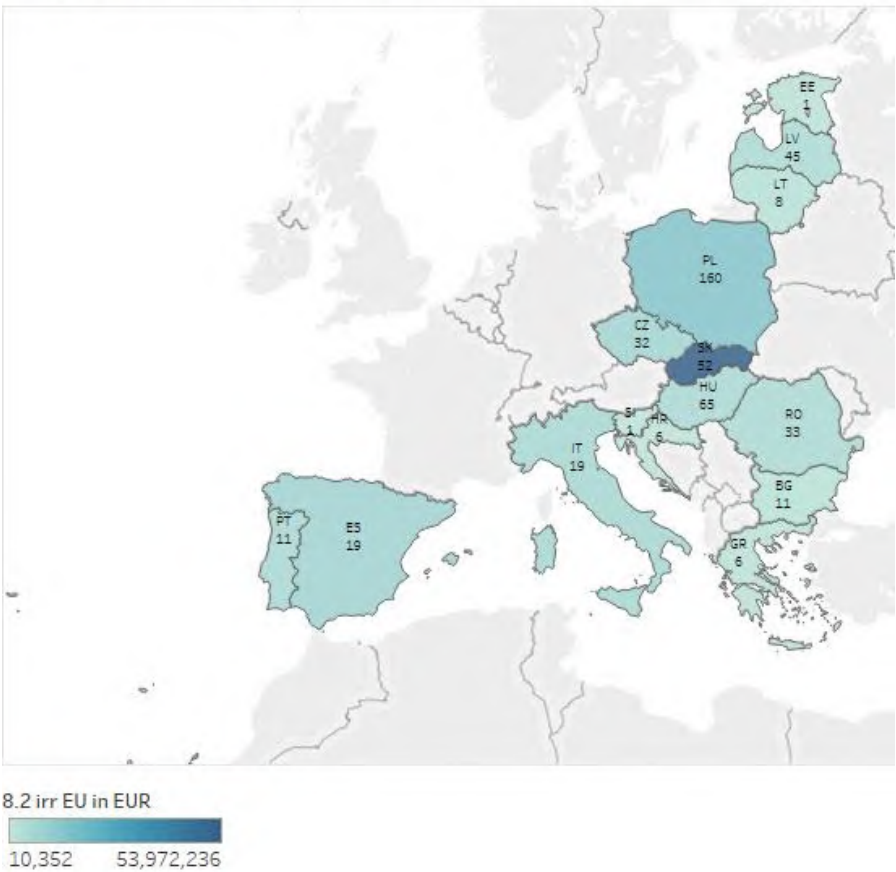 EE
1
LV
45
LT
8
PL
160
CZ
32
SK
52
HU
65
SI
1
HR
6
RO
33
IT
19
BG
11
PT
11
ES
19
GR
6
8.2 irr EU in EUR
10,352 53,972,236